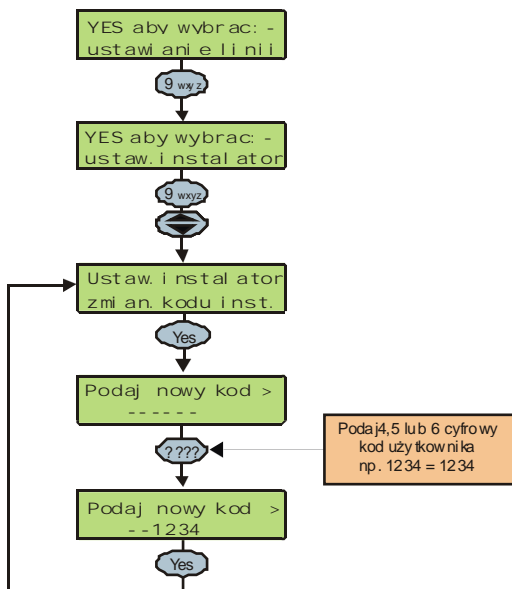 YES aby wybrac: -
ustawianie linii
9 wxyz
YES aby wybrac: -
ustaw.instalator
9 wxyz
Ustaw.instalator
zmian.kodu inst.
Yes
Podaj nowy kod >
------
????
Podaj4,5 lub 6 cyfrowy
kod użytkownika
np. 1234 = 1234
Podaj nowy kod >
--1234
Yes